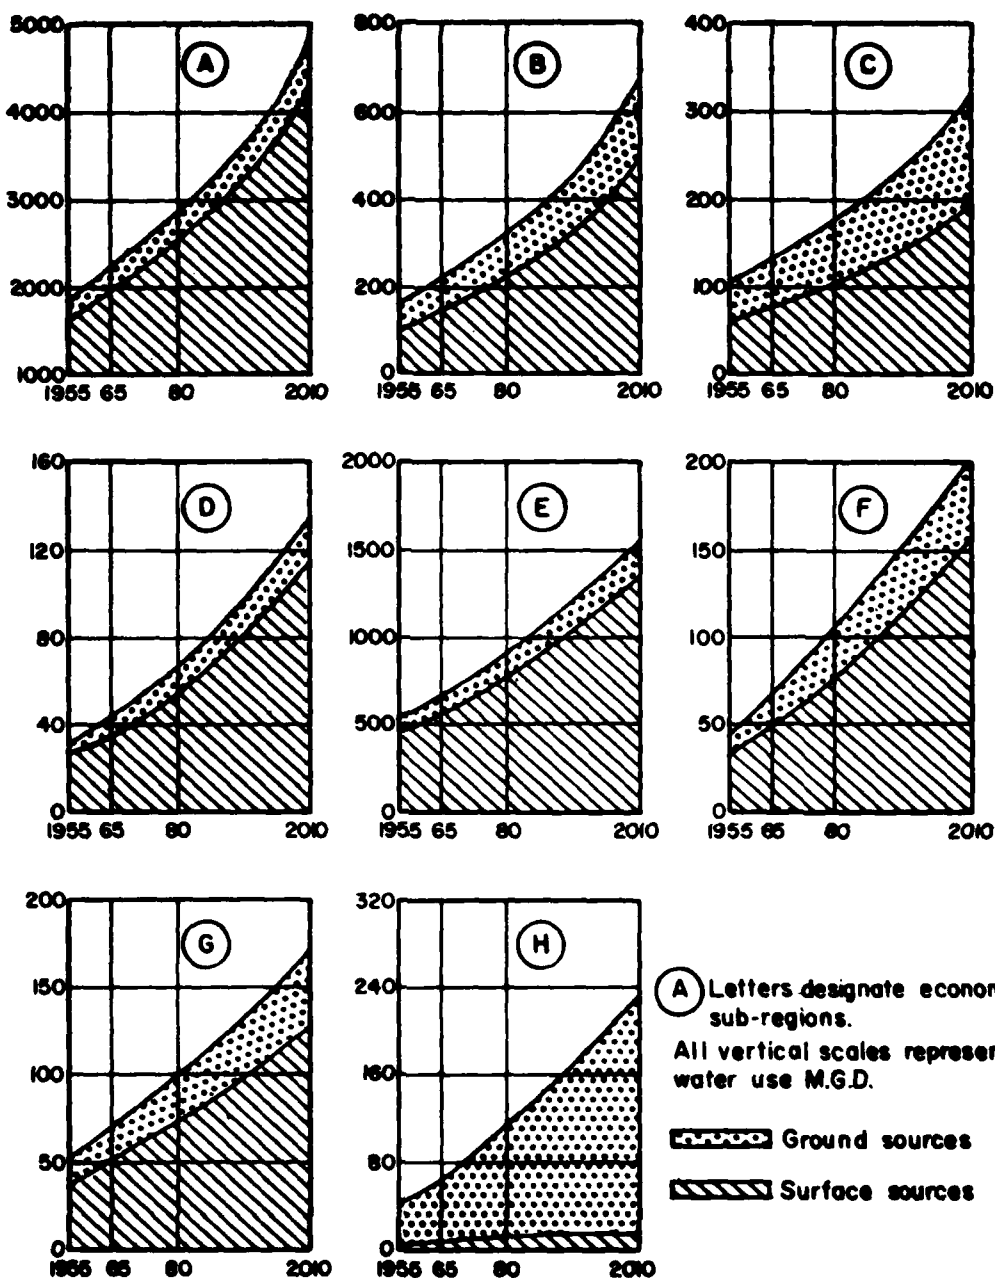 5000 4000 3000 2000 1000
A
1955 65 80 2010
800 600 400 200 0
B
1955 65 80 2010
400 300 200 100 0
C
1955 65 80 2010
160 120 80 40 0
D
1955 65 80 2010
2000 1500 1000 500 0
E
1955 65 80 2010
200 150 100 50 0
F
1955 65 80 2010
200 150 100 50 0
G
1955 65 80 2010
320 240 160 80 0
H
1955 65 80 2010
A Letters designate econom
sub-regions.
All vertical scales represen
water use M.G.D.
Ground sources
Surface sources